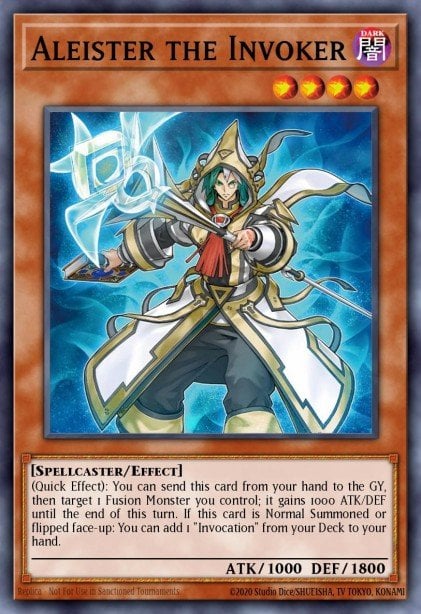 Aleister the Invoker
DARK
闇
[Spellcaster/Effect]
(Quick Effect): You can send this card from your hand to the GY,
then target 1 Fusion Monster you control; it gains 1000 ATK/DEF
until the end of this turn. If this card is Normal Summoned or
flipped face-up: You can add 1 "Invocation" from your Deck to your
hand.
ATK/1000 DEF/1800
Replica - Not For Use in Sanctioned Tournaments
©2020 Studio Dice/SHUEISHA, TV TOKYO, KONAMI